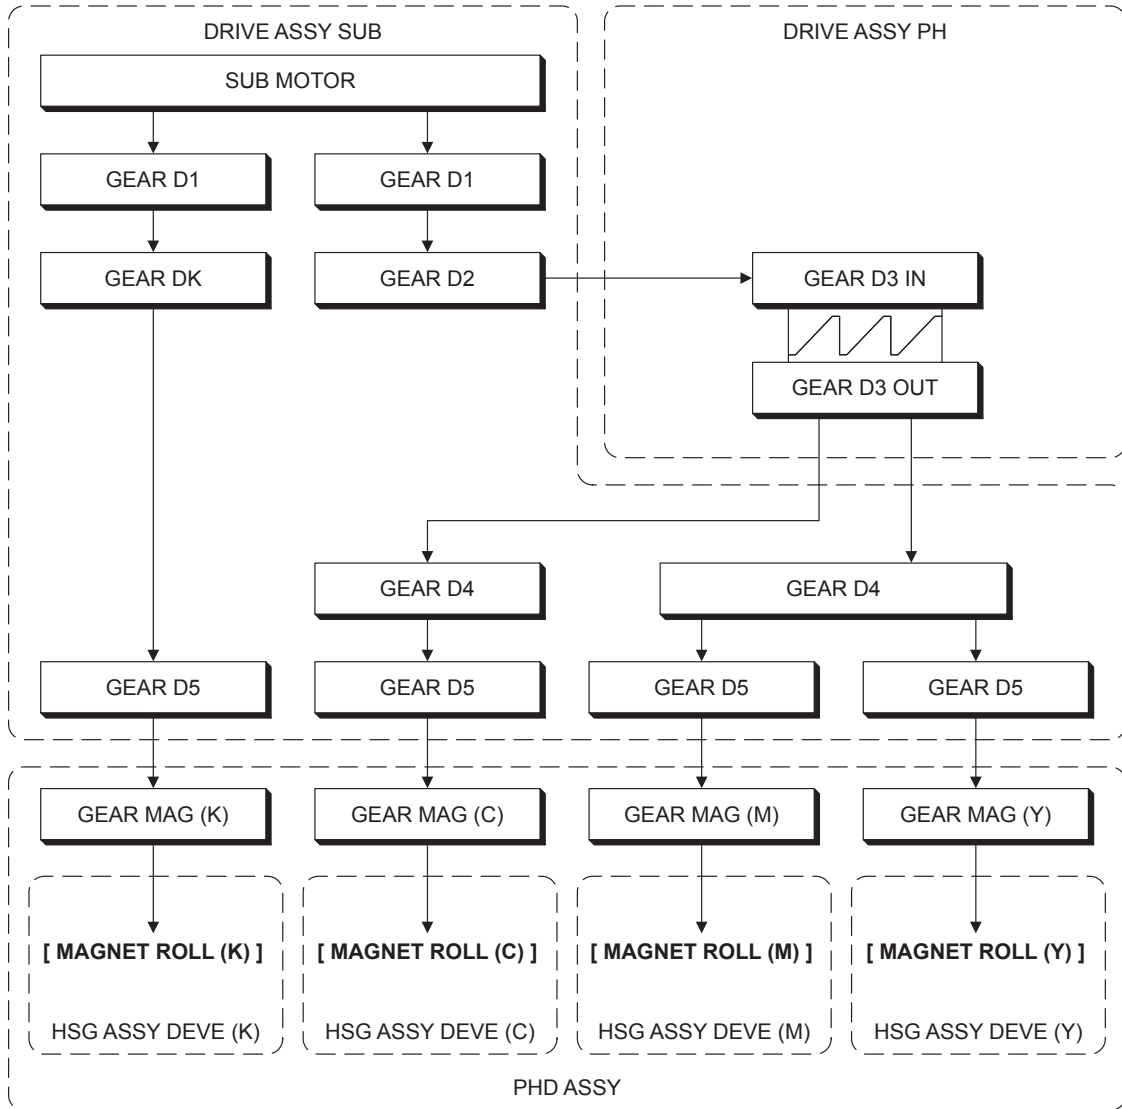 DRIVE ASSY SUB
DRIVE ASSY PH
SUB MOTOR
GEAR D1
GEAR D1
GEAR DK
GEAR D2
GEAR D3 IN
GEAR D3 OUT
GEAR D4
GEAR D4
GEAR D5
GEAR D5
GEAR D5
GEAR D5
GEAR MAG (K)
GEAR MAG (C)
GEAR MAG (M)
GEAR MAG (Y)
[ MAGNET ROLL (K) ]
[ MAGNET ROLL (C) ]
[ MAGNET ROLL (M) ]
[ MAGNET ROLL (Y) ]
HSG ASSY DEVE (K)
HSG ASSY DEVE (C)
HSG ASSY DEVE (M)
HSG ASSY DEVE (Y)
PHD ASSY